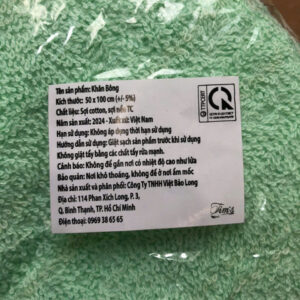 Tên sản phẩm: Khăn Bông
Kích thước: 50 x 100 cm (+/- 5%)
Chất liệu: Sợi cotton, sợi nền TC
Năm sản xuất: 2024 - Xuất xứ: Việt Nam
Hạn sử dụng: Không áp dụng thời hạn sử dụng
Hướng dẫn sử dụng: Giặt trước khi sử dụng
Không giặt tẩy bằng các chất tẩy rửa mạnh.
Cảnh báo: Không để gần nơi có nhiệt độ cao như lửa
Bảo quản: Nơi khô thoáng, không để ở nơi ẩm mốc
Nhà sản xuất và phân phối: Công Ty TNHH Việt Bảo Long
Địa chỉ: 114 Phan Xích Long, P. 3,
Q. Bình Thạnh, TP. Hồ Chí Minh
Điện thoại: 0969 38 65 65
TTPCERT
CR
Tim's